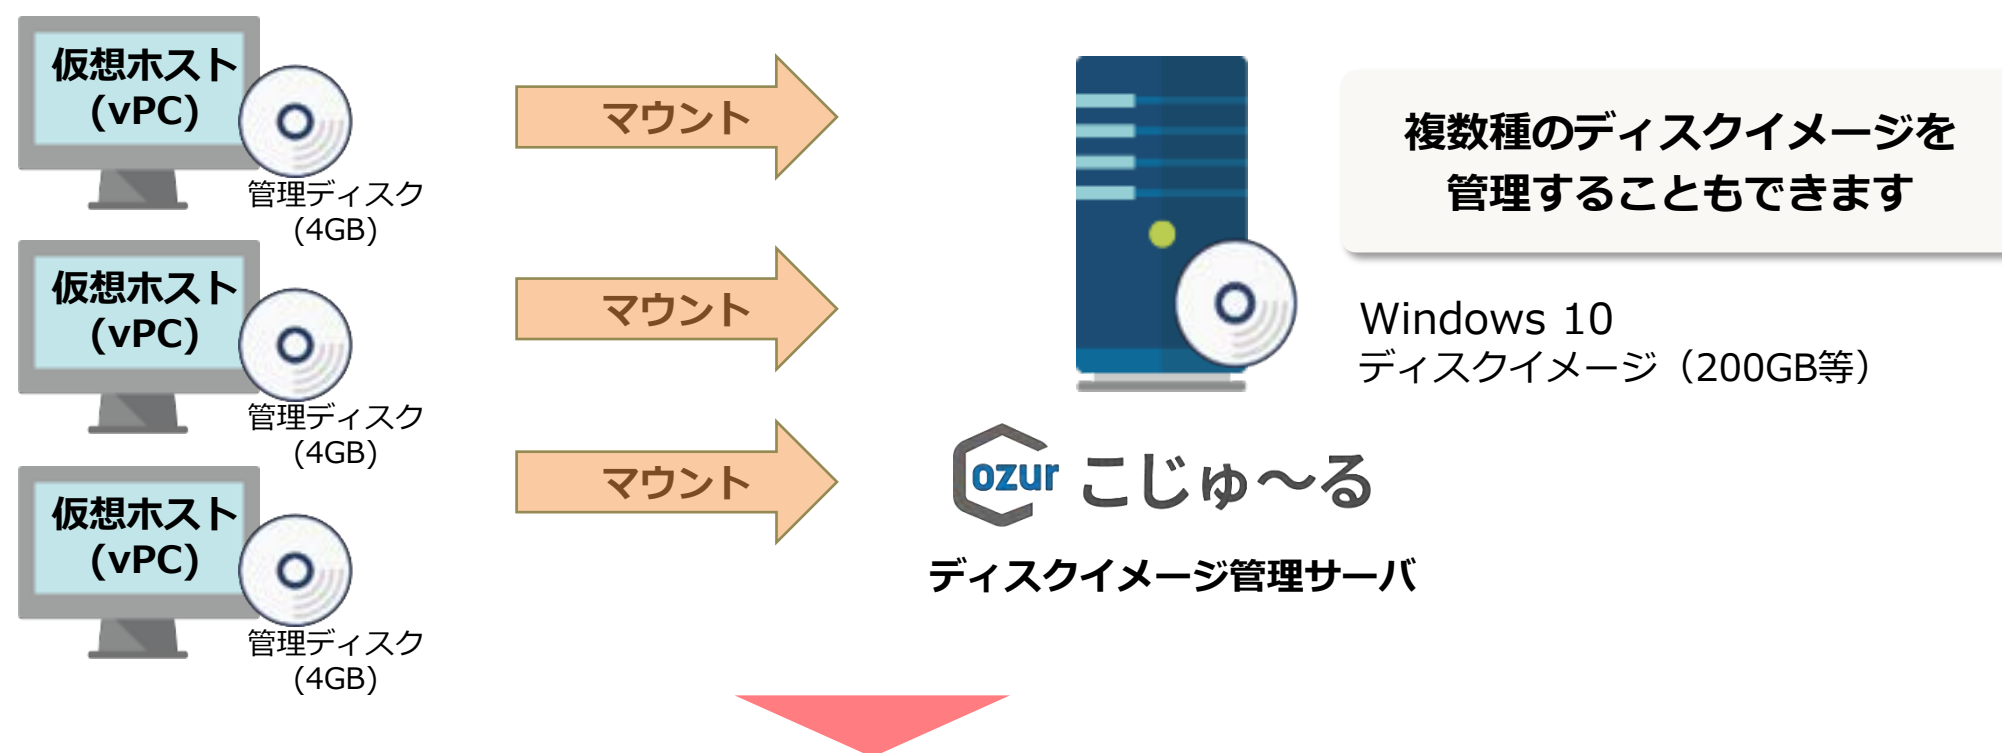 仮想ホスト
(vPC)
管理ディスク
(4GB)
マウント
仮想ホスト
(vPC)
管理ディスク
(4GB)
マウント
仮想ホスト
(vPC)
管理ディスク
(4GB)
マウント
複数種のディスクイメージを
管理することもできます
Windows 10
ディスクイメージ（200GB等）
Cozur こじゅ～る
ディスクイメージ管理サーバ